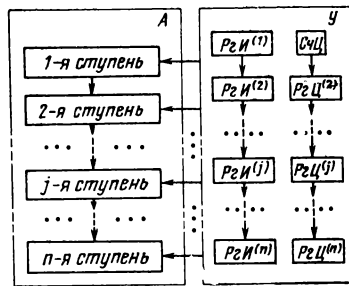 А У
1-я ступень РгИ(1) СчЦ
2-я ступень РгИ(2) РгЦ(2)
j-я ступень РгИ(j) РгЦ(j)
n-я ступень РгИ(n) РгЦ(n)